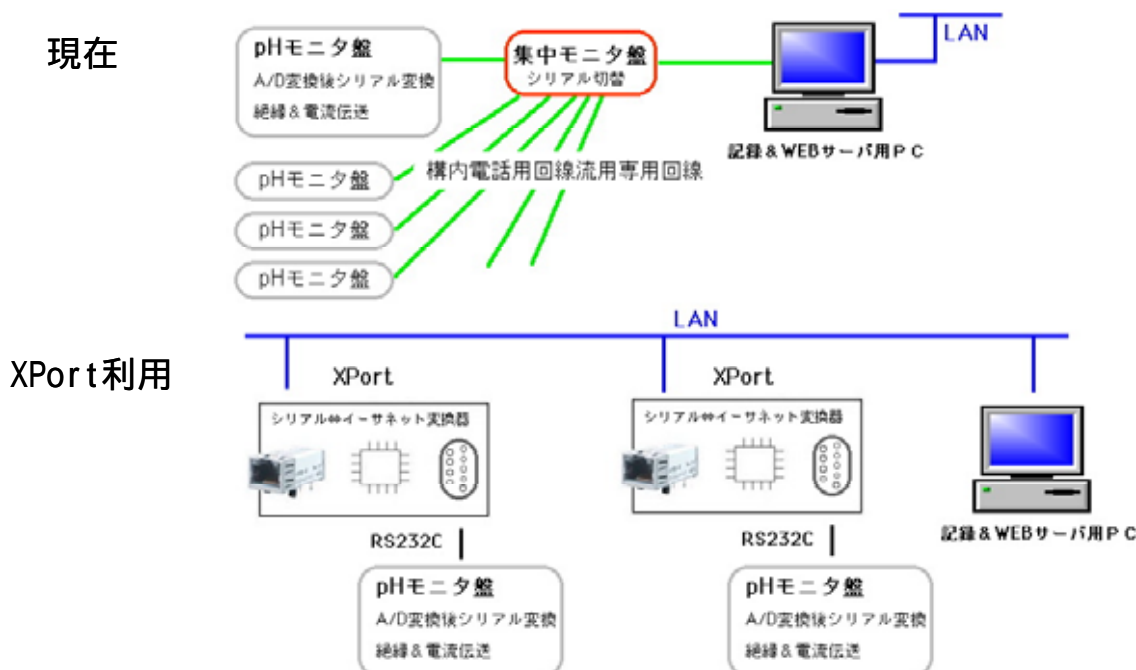 現在
pHモニタ盤
A/D変換後シリアル変換
絶縁&電流伝送
集中モニタ盤
シリアル切替
LAN
記録&WEBサーバ用PC
構内電話用回線流用専用回線
pHモニタ盤
pHモニタ盤
pHモニタ盤
LAN
XPort利用
XPort
XPort
シリアル⇔イーサネット変換器
シリアル⇔イーサネット変換器
記録&WEBサーバ用PC
RS232C
RS232C
pHモニタ盤
A/D変換後シリアル変換
絶縁&電流伝送
pHモニタ盤
A/D変換後シリアル変換
絶縁&電流伝送